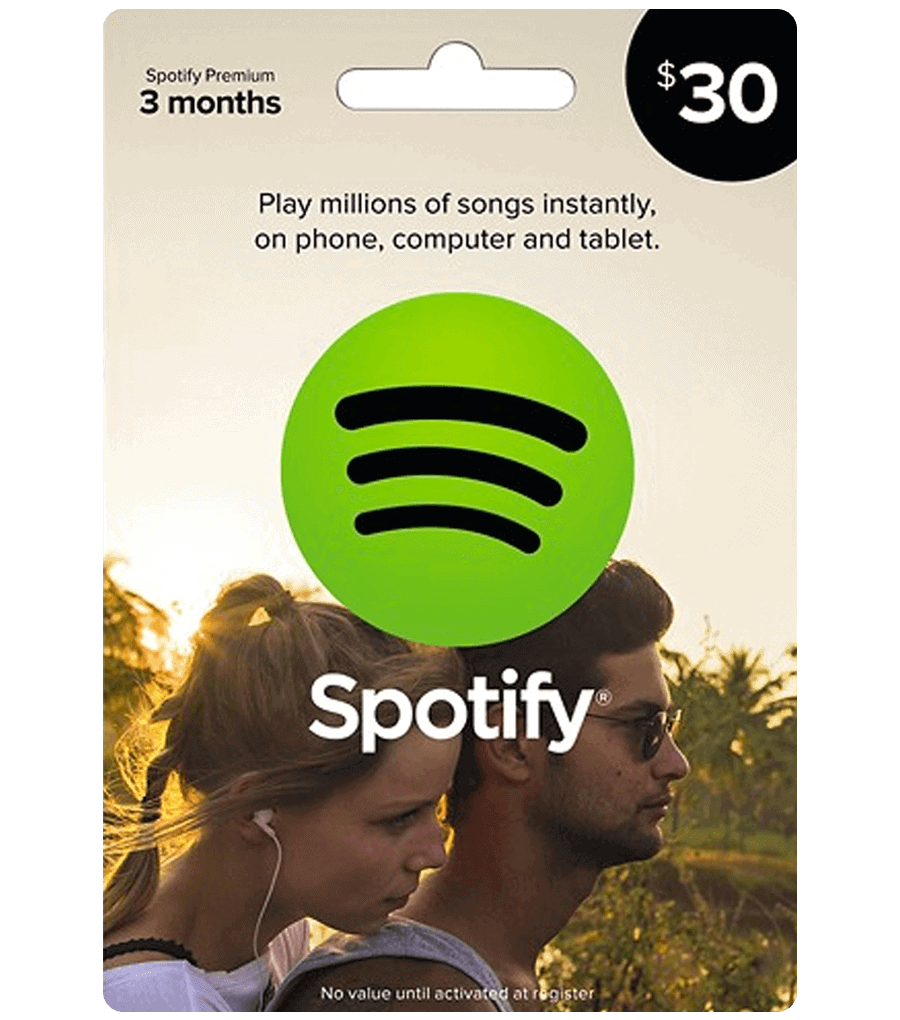 Spotify Premium
3 months
$30
Play millions of songs instantly,
on phone, computer and tablet.
Spotify®
No value until activated at register